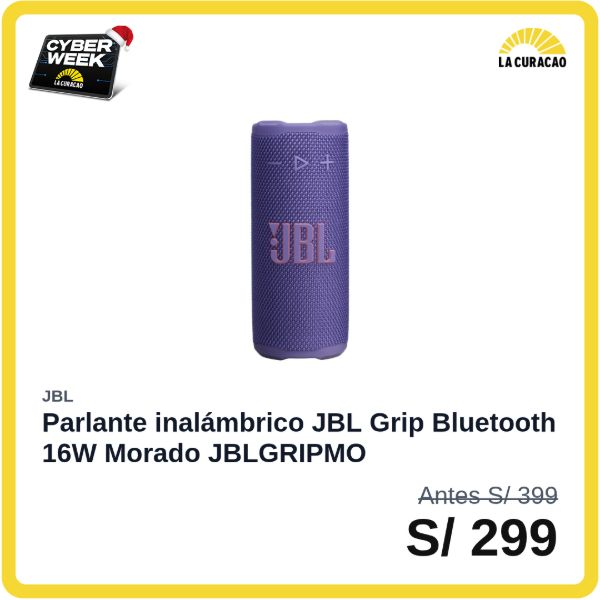 CYBER
WEEK
LA CURACAO
LA CURACAO
JBL
JBL
Parlante inalámbrico JBL Grip Bluetooth
16W Morado JBLGRIPMO
Antes S/ 399
S/ 299